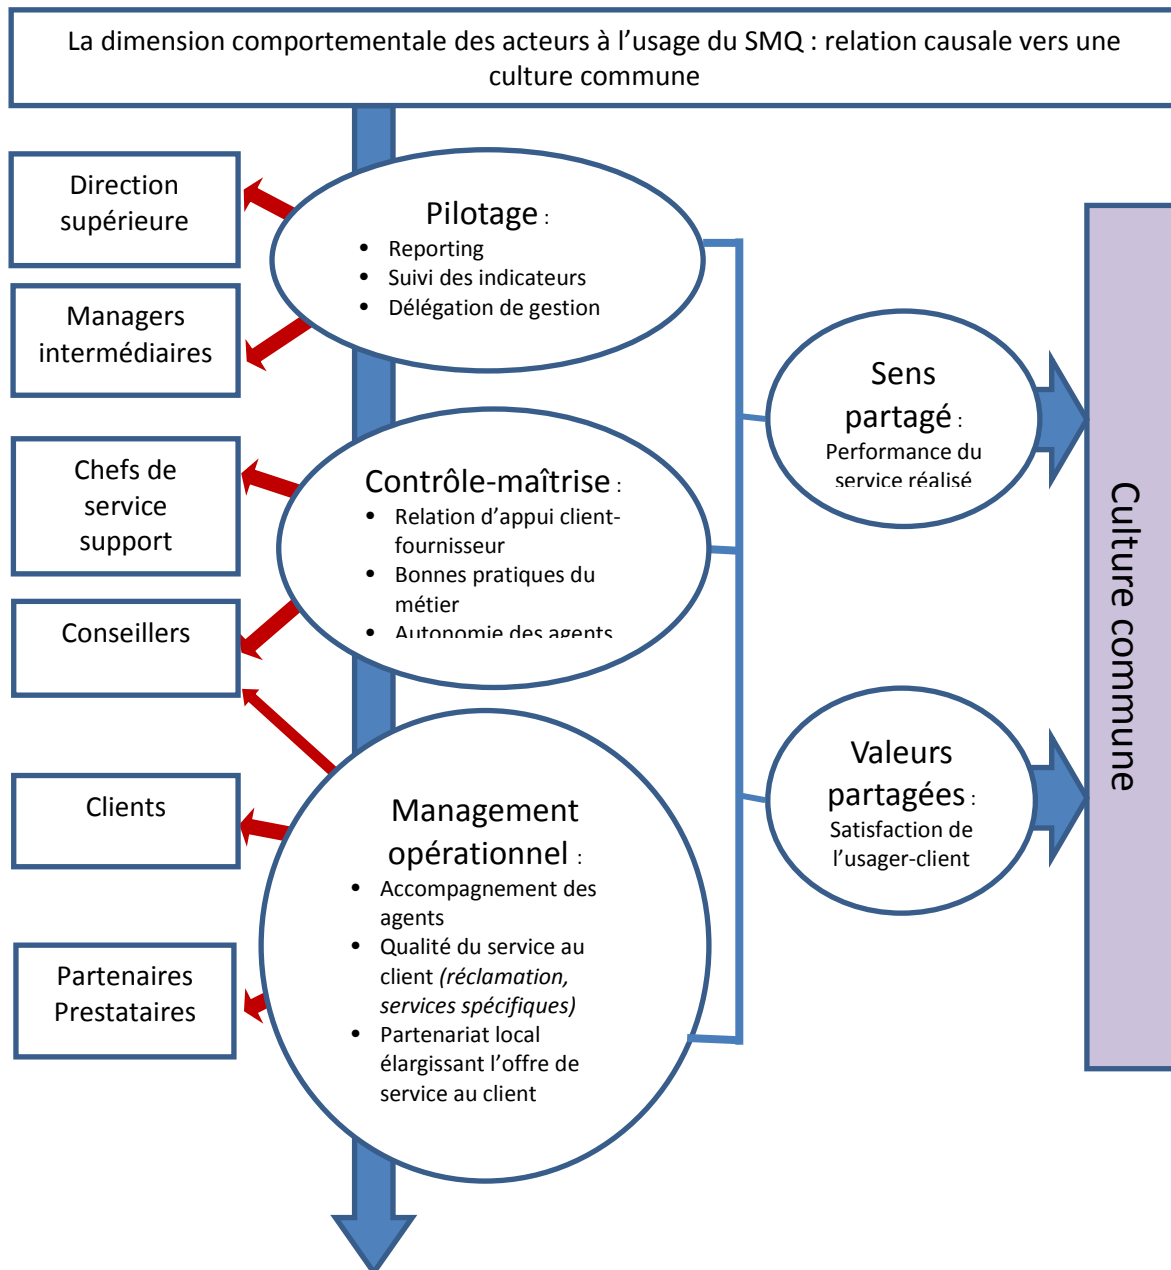 La dimension comportementale des acteurs à l’usage du SMQ : relation causale vers une
culture commune
Direction
supérieure
Managers
intermédiaires
Chefs de
service
support
Conseillers
Clients
Partenaires
Prestataires
Pilotage :
• Reporting
• Suivi des indicateurs
• Délégation de gestion
Contrôle-maîtrise :
• Relation d’appui client-
fournisseur
• Bonnes pratiques du
métier
• Autonomie des agents
Management
opérationnel :
• Accompagnement des
agents
• Qualité du service au
client (réclamation,
services spécifiques)
• Partenariat local
élargissant l’offre de
service au client
Sens
partagé :
Performance du
service réalisé
Valeurs
partagées :
Satisfaction de
l’usager-client
Culture commune